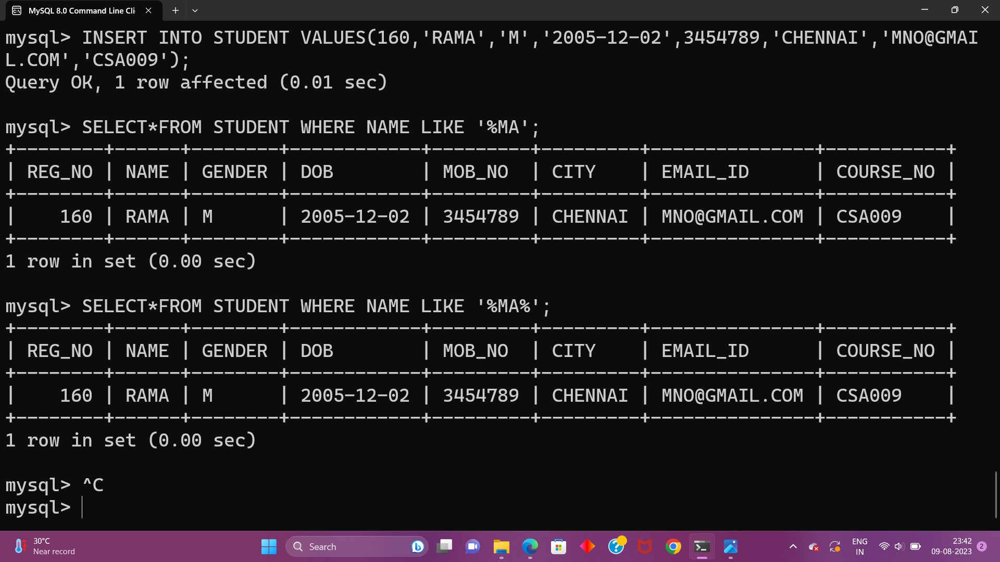 MySQL 8.0 Command Line Cli
mysql> INSERT INTO STUDENT VALUES(160,'RAMA','M','2005-12-02',3454789,'CHENNAI','MNO@GMAI
L.COM','CSA009');
Query OK, 1 row affected (0.01 sec)
mysql> SELECT*FROM STUDENT WHERE NAME LIKE '%MA';
+--------+------+--------+------------+---------+---------+---------------+-----------+
| REG_NO | NAME | GENDER | DOB        | MOB_NO  | CITY    | EMAIL_ID      | COURSE_NO |
+--------+------+--------+------------+---------+---------+---------------+-----------+
|    160 | RAMA | M      | 2005-12-02 | 3454789 | CHENNAI | MNO@GMAIL.COM | CSA009    |
+--------+------+--------+------------+---------+---------+---------------+-----------+
1 row in set (0.00 sec)
mysql> SELECT*FROM STUDENT WHERE NAME LIKE '%MA%';
+--------+------+--------+------------+---------+---------+---------------+-----------+
| REG_NO | NAME | GENDER | DOB        | MOB_NO  | CITY    | EMAIL_ID      | COURSE_NO |
+--------+------+--------+------------+---------+---------+---------------+-----------+
|    160 | RAMA | M      | 2005-12-02 | 3454789 | CHENNAI | MNO@GMAIL.COM | CSA009    |
+--------+------+--------+------------+---------+---------+---------------+-----------+
1 row in set (0.00 sec)
mysql> ^C
mysql>
30°C
Near record
Search
ENG
IN
23:42
09-08-2023
2